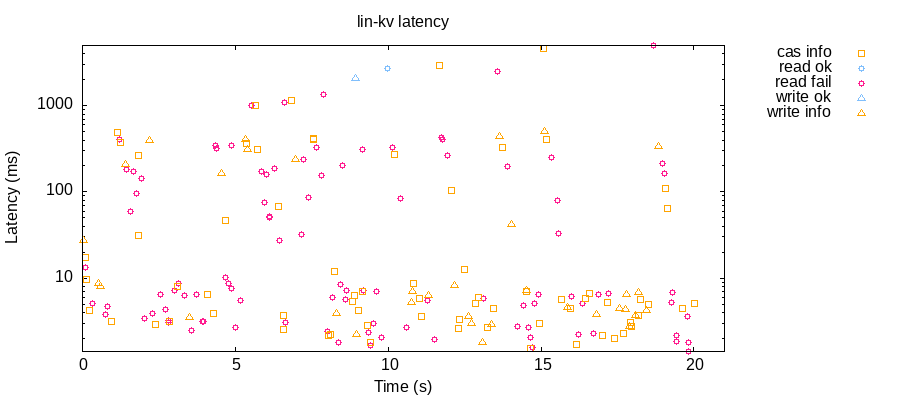 lin-kv latency
cas info
read ok
read fail
write ok
write info
Latency (ms)
1000
100
10
0
5
10
15
20
Time (s)